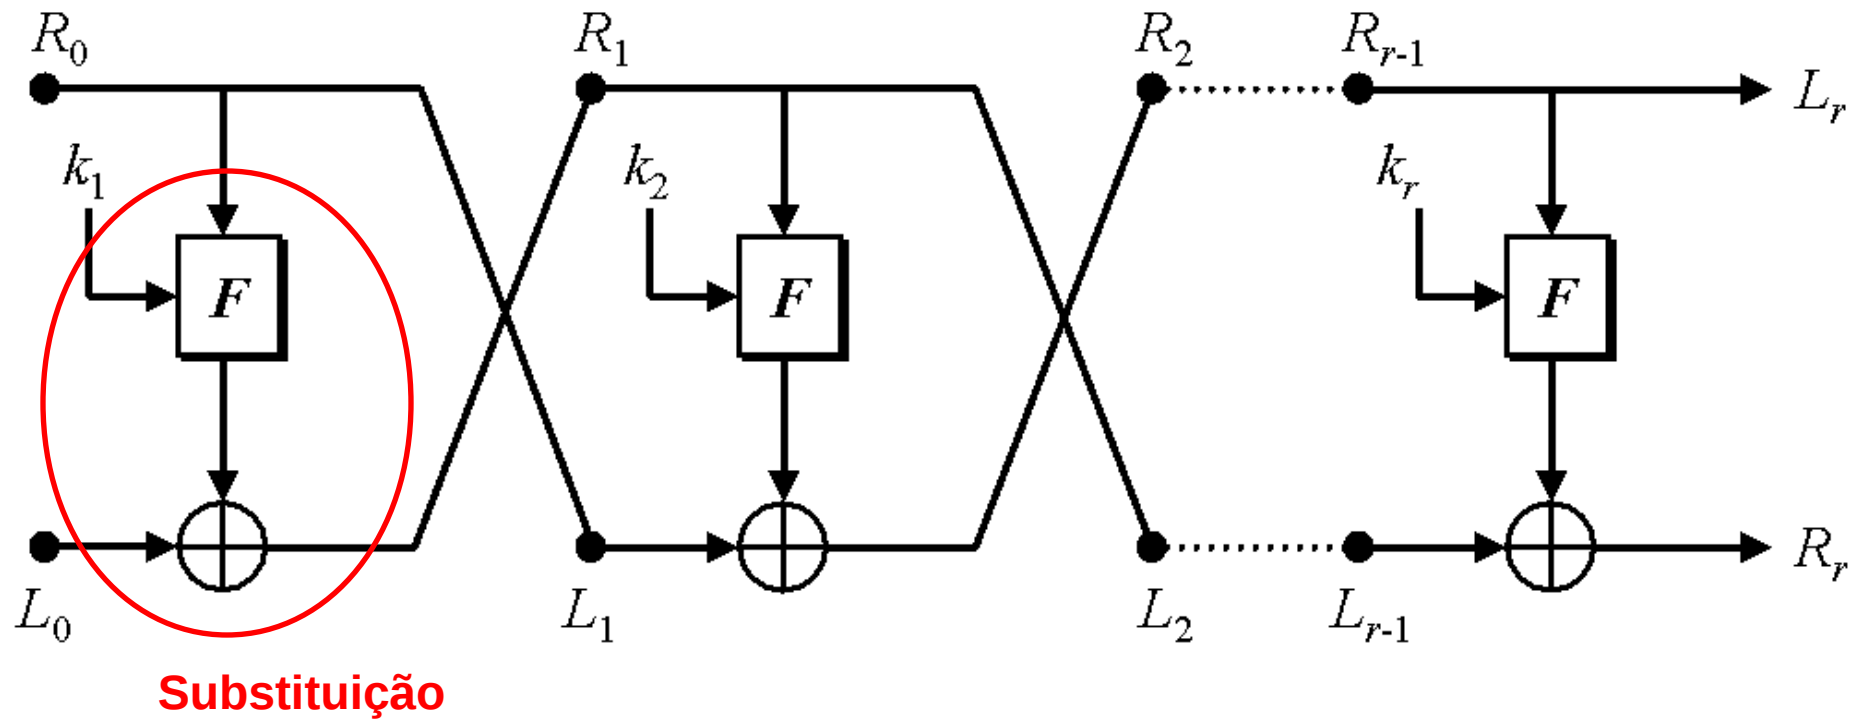 R₀ R₁ R₂ Rᵣ₋₁
Lᵣ
k₁ k₂ kᵣ
F F F
Rᵣ
L₀ L₁ L₂ Lᵣ₋₁
Substituição